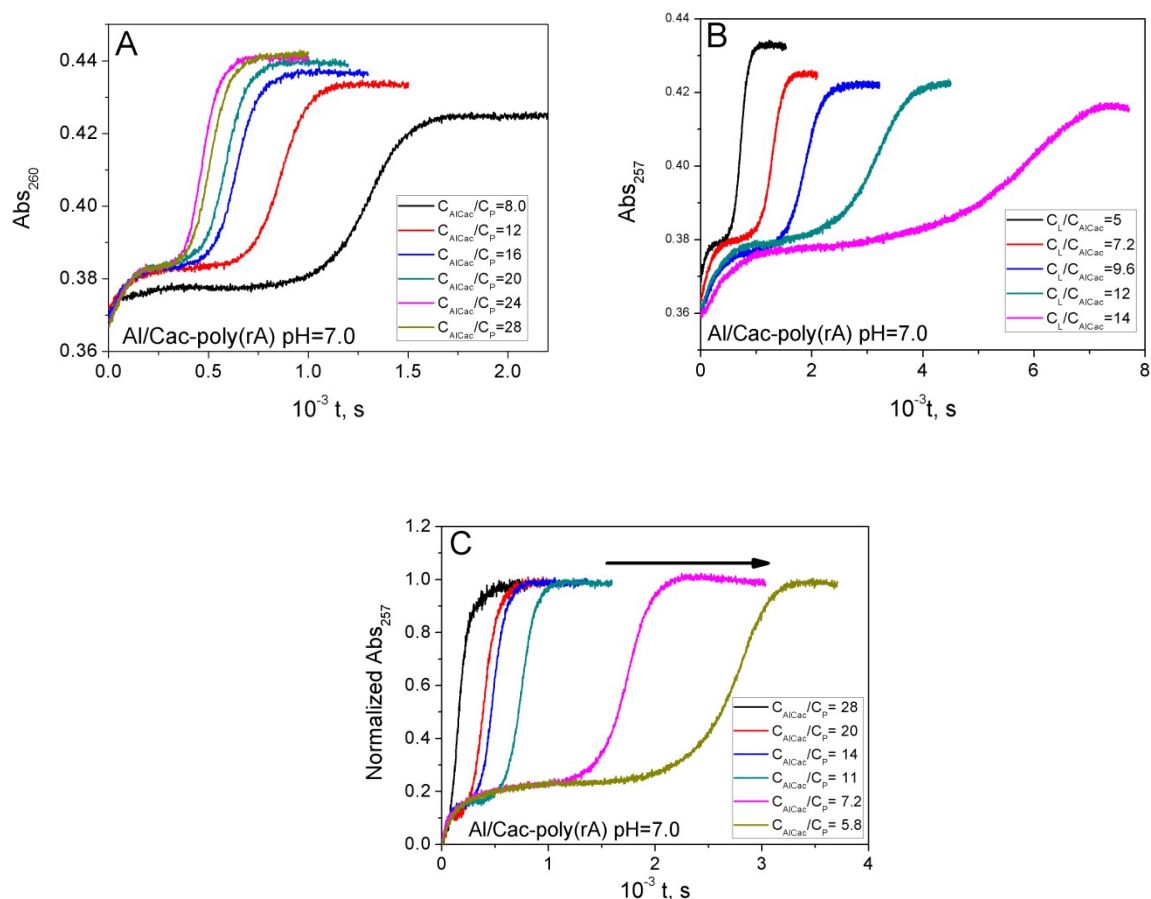 A
0.44
0.42
0.40
0.38
0.36
Abs260
C_AlCac/C_P=8.0
C_AlCac/C_P=12
C_AlCac/C_P=16
C_AlCac/C_P=20
C_AlCac/C_P=24
C_AlCac/C_P=28
Al/Cac-poly(rA) pH=7.0
0.0 0.5 1.0 1.5 2.0
10⁻³ t, s
B
0.44
0.42
0.40
0.38
0.36
Abs257
C_L/C_AlCac=5
C_L/C_AlCac=7.2
C_L/C_AlCac=9.6
C_L/C_AlCac=12
C_L/C_AlCac=14
Al/Cac-poly(rA) pH=7.0
0 2 4 6 8
10⁻³t, s
C
1.2
1.0
0.8
0.6
0.4
0.2
0.0
Normalized Abs257
C_AlCac/C_P= 28
C_AlCac/C_P= 20
C_AlCac/C_P= 14
C_AlCac/C_P= 11
C_AlCac/C_P= 7.2
C_AlCac/C_P= 5.8
Al/Cac-poly(rA) pH=7.0
0 1 2 3 4
10⁻³ t, s